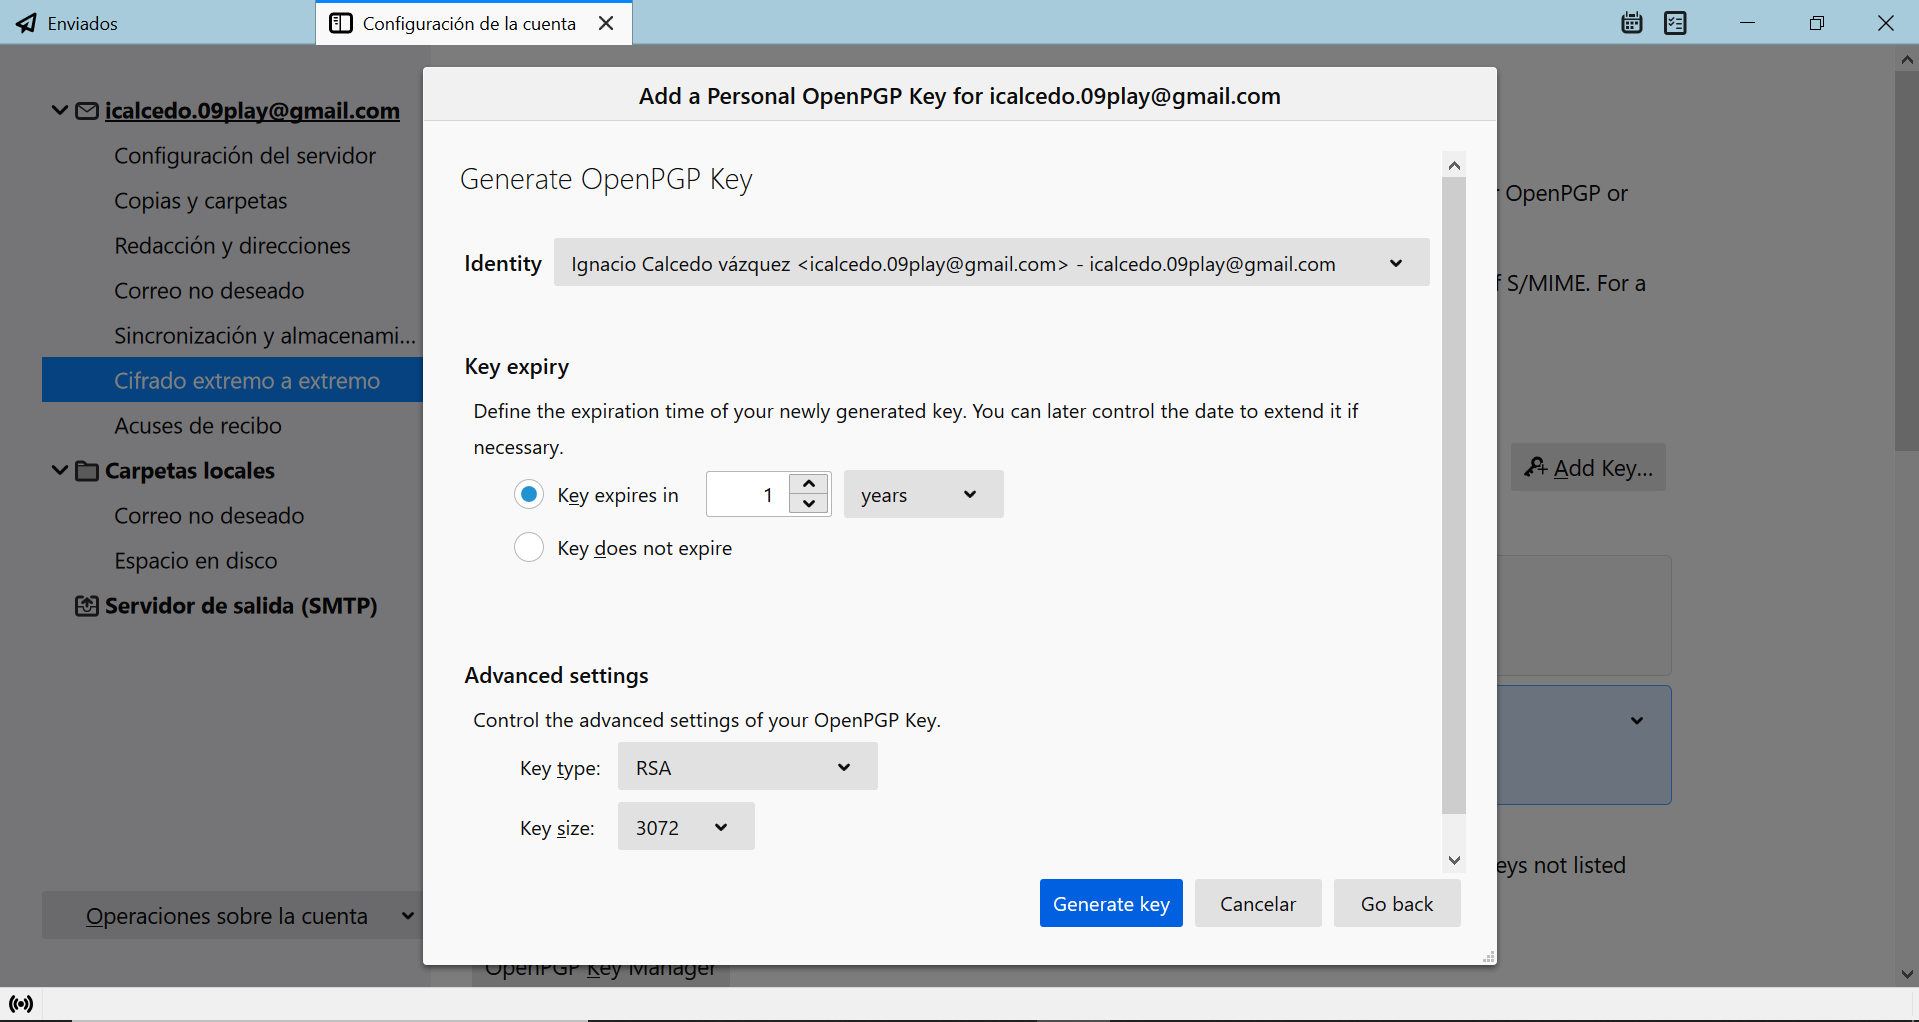 Enviados
Configuración de la cuenta
icalcedo.09play@gmail.com
Configuración del servidor
Copias y carpetas
Redacción y direcciones
Correo no deseado
Sincronización y almacenami...
Cifrado extremo a extremo
Acuses de recibo
Carpetas locales
Correo no deseado
Espacio en disco
Servidor de salida (SMTP)
Operaciones sobre la cuenta
Add a Personal OpenPGP Key for icalcedo.09play@gmail.com
Generate OpenPGP Key
Identity
Ignacio Calcedo vázquez <icalcedo.09play@gmail.com> - icalcedo.09play@gmail.com
Key expiry
Define the expiration time of your newly generated key. You can later control the date to extend it if
necessary.
Key expires in 1 years
Key does not expire
Advanced settings
Control the advanced settings of your OpenPGP Key.
Key type: RSA
Key size: 3072
Generate key Cancelar Go back
OpenPGP or
S/MIME. For a
Add Key...
eys not listed
OpenPGP Key Manager